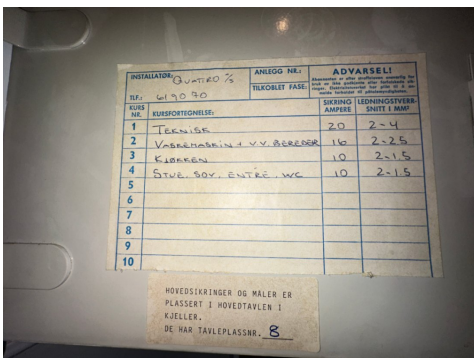 INSTALLATØR: QUATTRO %s
ANLEGG NR.:
ADVARSEL!
TLF.: 619070
TILKOBLET FASE:
KURS NR. KURSFORTEGNELSE: SIKRING AMPERE LEDNINGSTVERR-SNITT I MM²
1 TEKNISK 20 2-4
2 VASKEMASKIN + V.V. BEREDER 16 2-2.5
3 KJØKKEN 10 2-1.5
4 STUE, SOV, ENTRE, WC 10 2-1.5
5
6
7
8
9
10
HOVEDSIKRINGER OG MÅLER ER
PLASSERT I HOVEDTAVLEN I
KJELLER.
DE HAR TAVLEPLASSNR. 8